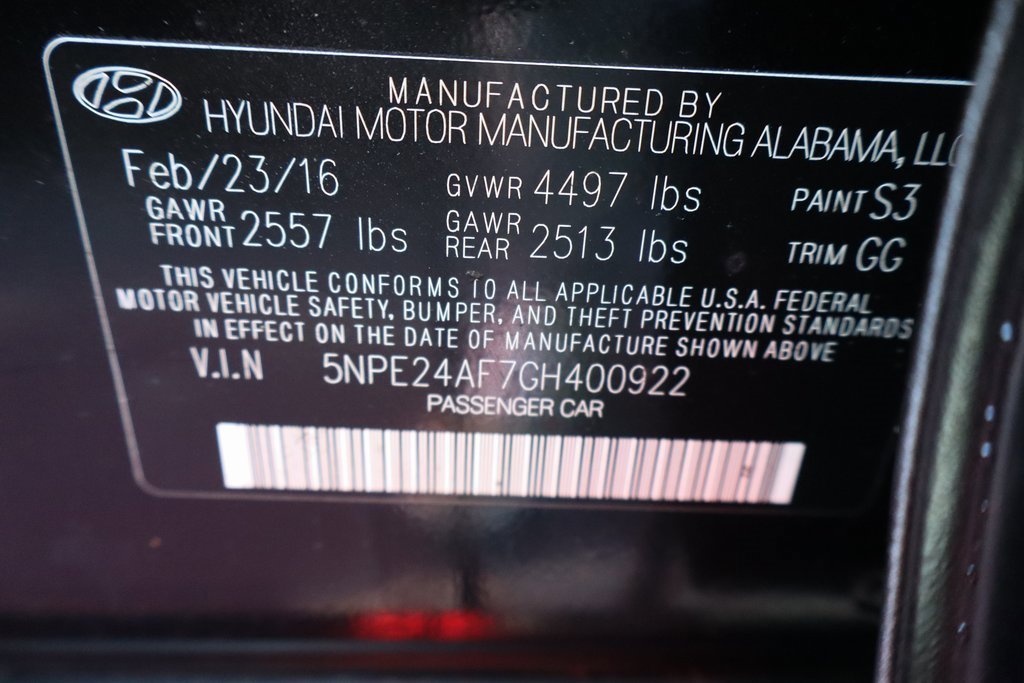 MANUFACTURED BY
HYUNDAI MOTOR MANUFACTURING ALABAMA, LLC
Feb/23/16 GVWR 4497 lbs PAINT S3
GAWR FRONT 2557 lbs GAWR REAR 2513 lbs TRIM GG
THIS VEHICLE CONFORMS TO ALL APPLICABLE U.S.A. FEDERAL
MOTOR VEHICLE SAFETY, BUMPER, AND THEFT PREVENTION STANDARDS
IN EFFECT ON THE DATE OF MANUFACTURE SHOWN ABOVE
V.I.N 5NPE24AF7GH400922
PASSENGER CAR